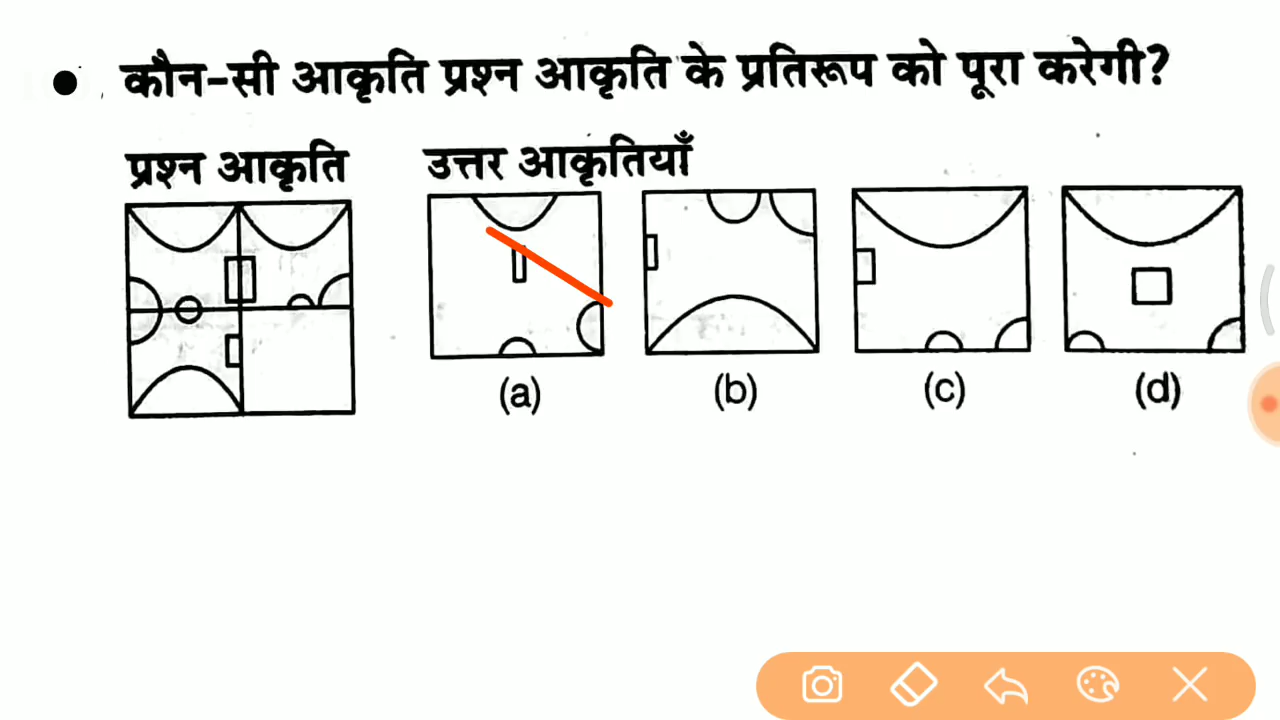 ● कौन-सी आकृति प्रश्न आकृति के प्रतिरूप को पूरा करेगी?
प्रश्न आकृति उत्तर आकृतियाँ
(a) (b) (c) (d)